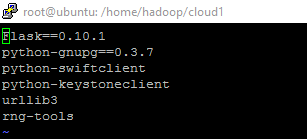 root@ubuntu: /home/hadoop/cloud1
Flask==0.10.1
python-gnupg==0.3.7
python-swiftclient
python-keystoneclient
urllib3
rng-tools
~